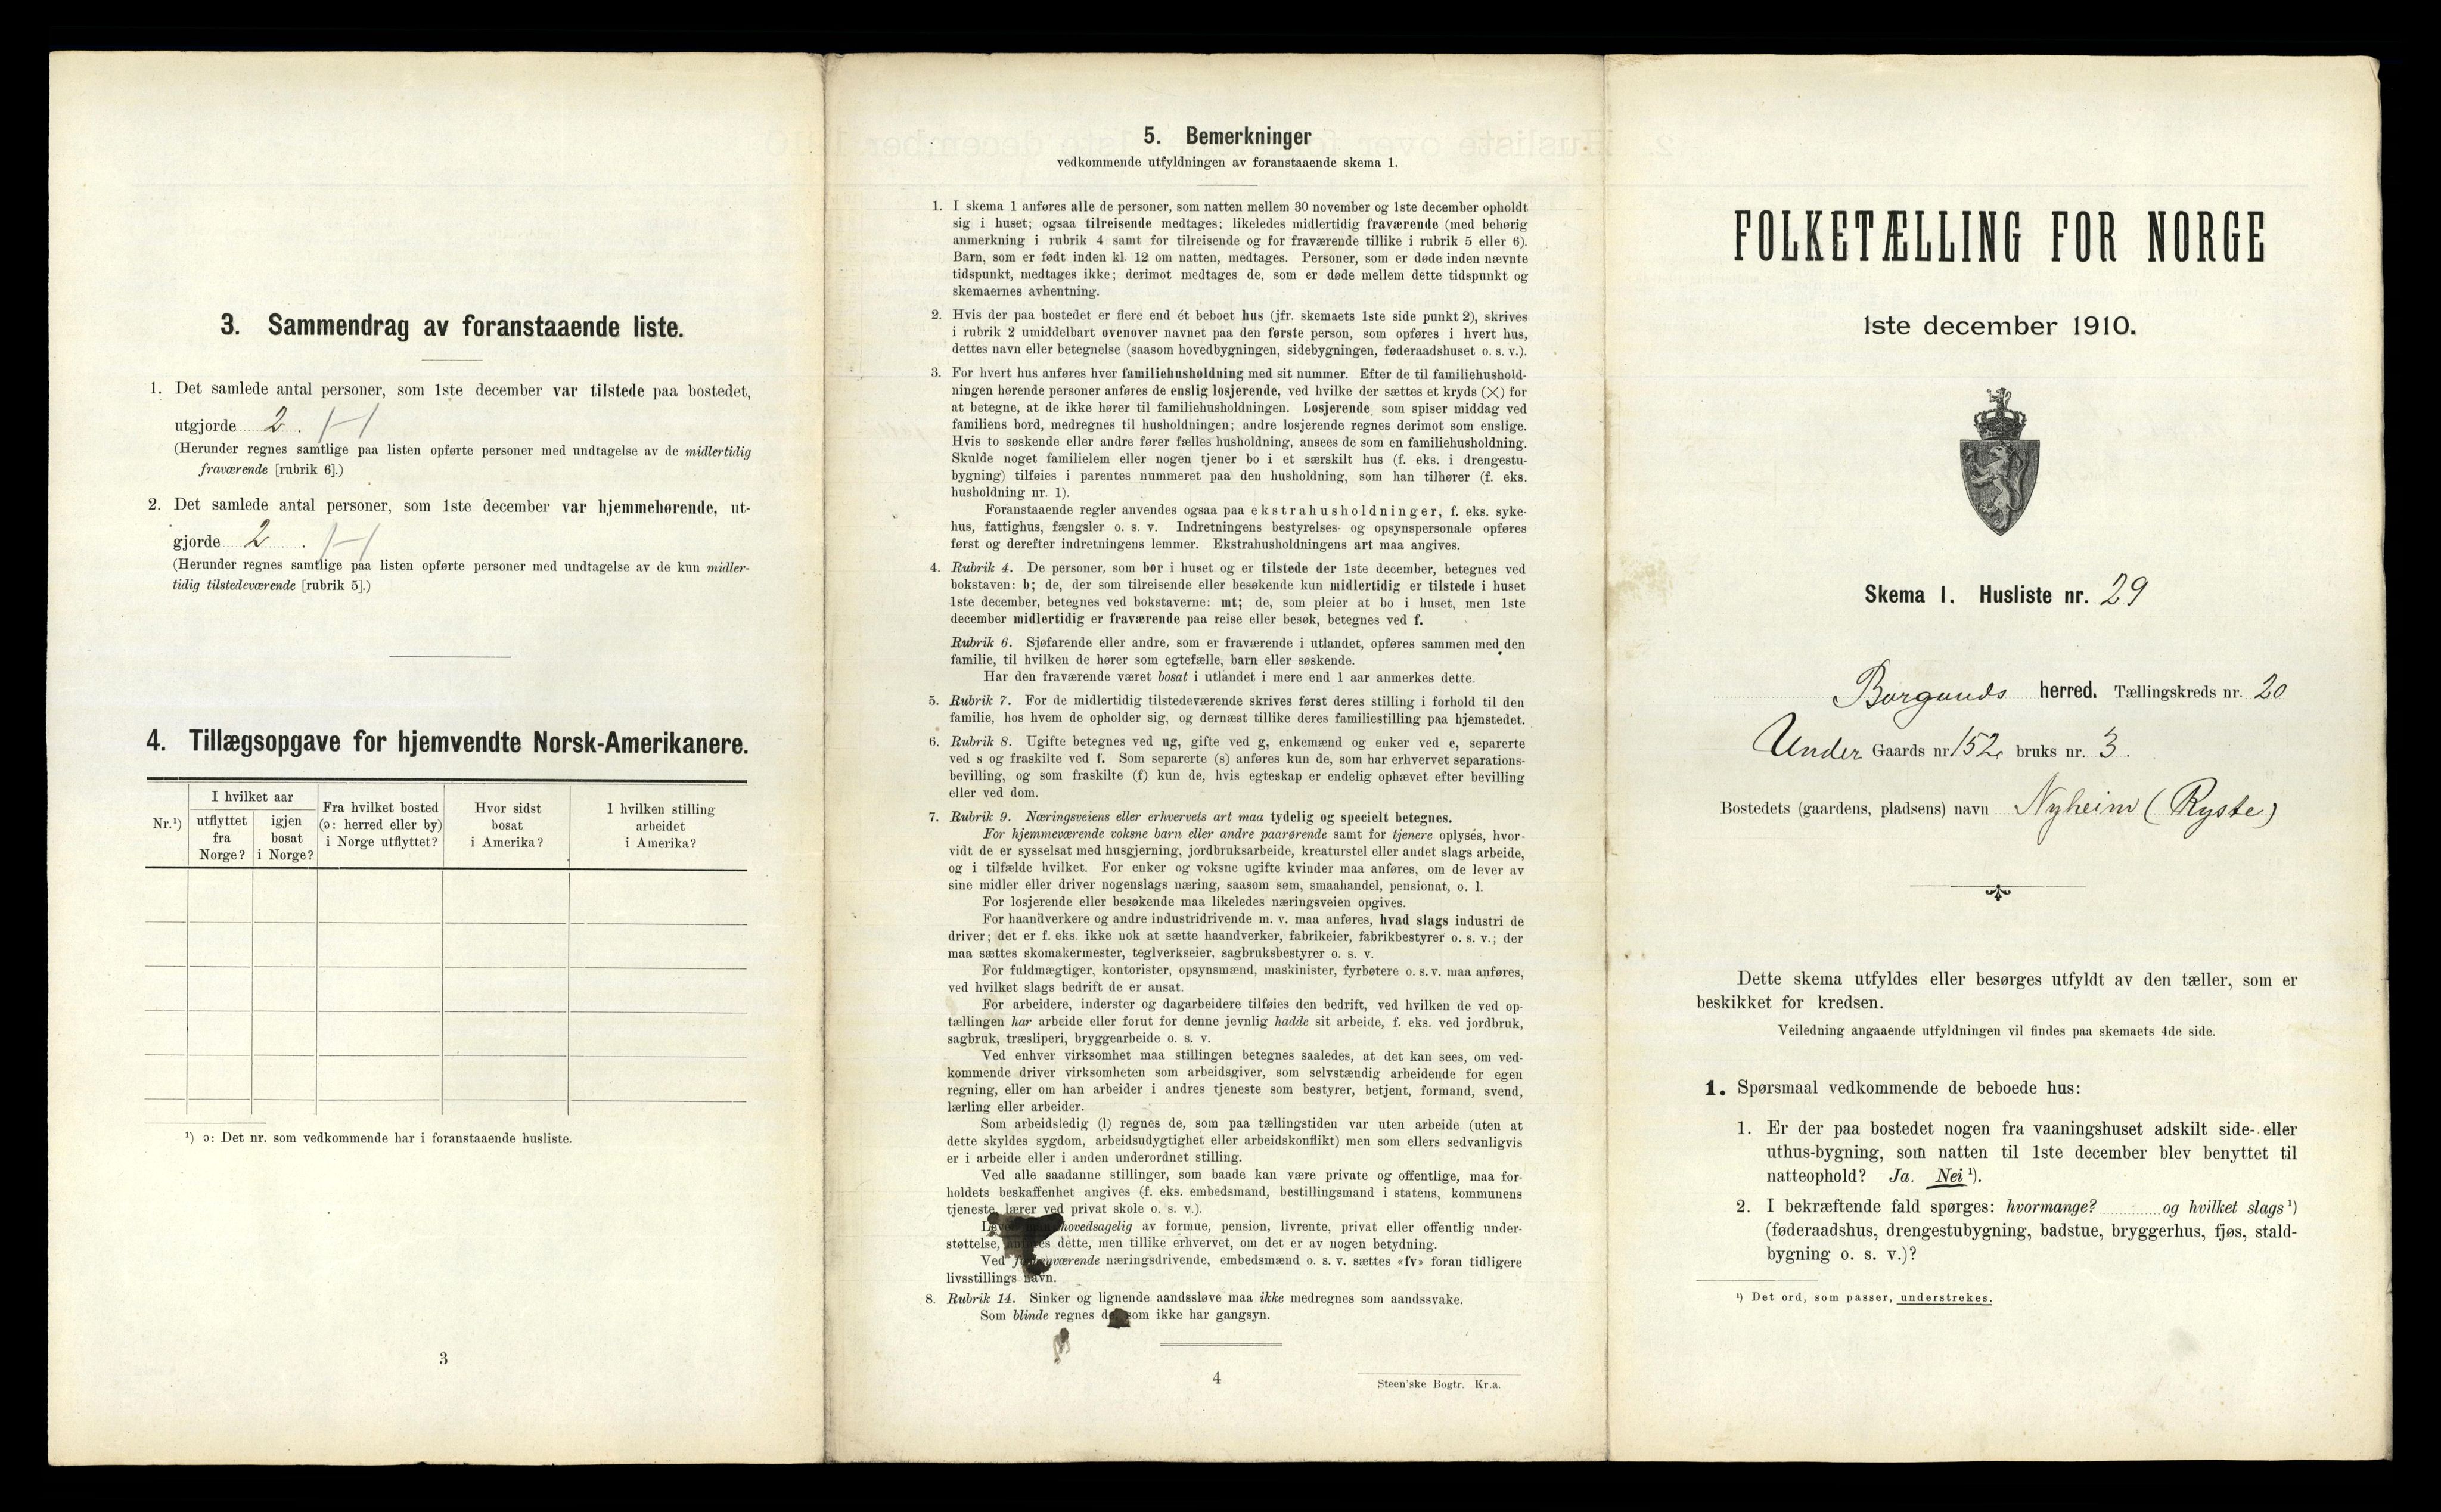 3. Sammendrag av foranstaaende liste.
1. Det samlede antal personer, som 1ste december var tilstede paa bostedet,
utgjorde 2.
(Herunder regnes samtlige paa listen opførte personer med undtagelse av de midlertidig
fraværende [rubrik 6].)
2. Det samlede antal personer, som 1ste december var hjemmehørende, ut-
gjorde 2.
(Herunder regnes samtlige paa listen opførte personer med undtagelse av de kun midler-
tidig tilstedeværende [rubrik 5].)
4. Tillægsopgave for hjemvendte Norsk-Amerikanere.
Nr.¹)
I hvilket aar
utflyttet
fra
Norge?
igjen
bosat
i Norge?
Fra hvilket bosted
(ɔ: herred eller by)
i Norge utflyttet?
Hvor sidst
bosat
i Amerika?
I hvilken stilling
arbeidet
i Amerika?
¹) ɔ: Det nr. som vedkommende har i foranstaaende husliste.
3
5. Bemerkninger
vedkommende utfyldningen av foranstaaende skema 1.
1. I skema 1 anføres alle de personer, som natten mellem 30 november og 1ste december opholdt
sig i huset; ogsaa tilreisende medtages; likeledes midlertidig fraværende (med behørig
anmerkning i rubrik 4 samt for tilreisende og for fraværende tillike i rubrik 5 eller 6).
Barn, som er født inden kl. 12 om natten, medtages. Personer, som er døde inden nævnte
tidspunkt, medtages ikke; derimot medtages de, som er døde mellem dette tidspunkt og
skemaernes avhentning.
2. Hvis der paa bostedet er flere end ét beboet hus (jfr. skemaets 1ste side punkt 2), skrives
i rubrik 2 umiddelbart ovenover navnet paa den første person, som opføres i hvert hus,
dettes navn eller betegnelse (saasom hovedbygningen, sidebygningen, føderaadshuset o. s. v.).
3. For hvert hus anføres hver familiehusholdning med sit nummer. Efter de til familiehushold-
ningen hørende personer anføres de enslig losjerende, ved hvilke der sættes et kryds (×) for
at betegne, at de ikke hører til familiehusholdningen. Losjerende som spiser middag ved
familiens bord, medregnes til husholdningen; andre losjerende regnes derimot som enslige.
Hvis to søskende eller andre fører fælles husholdning, ansees de som en familiehusholdning.
Skulde noget familielem eller nogen tjener bo i et særskilt hus (f. eks. i drengestu-
bygning) tilføies i parentes nummeret paa den husholdning, som han tilhører (f. eks.
husholdning nr. 1).
Foranstaaende regler anvendes ogsaa paa ekstrahusholdninger, f. eks. syke-
hus, fattighus, fængsler o. s. v. Indretningens bestyrelses- og opsynspersonale opføres
først og derefter indretningens lemmer. Ekstrahusholdningens art maa angives.
4. Rubrik 4. De personer, som bor i huset og er tilstede der 1ste december, betegnes ved
bokstaven: b; de, der som tilreisende eller besøkende kun midlertidig er tilstede i huset
1ste december, betegnes ved bokstaverne: mt; de, som pleier at bo i huset, men 1ste
december midlertidig er fraværende paa reise eller besøk, betegnes ved f.
Rubrik 6. Sjøfarende eller andre, som er fraværende i utlandet, opføres sammen med den
familie, til hvilken de hører som egtefælle, barn eller søskende.
Har den fraværende været bosat i utlandet i mere end 1 aar anmerkes dette.
5. Rubrik 7. For de midlertidig tilstedeværende skrives først deres stilling i forhold til den
familie, hos hvem de opholder sig, og dernæst tillike deres familiestilling paa hjemstedet.
6. Rubrik 8. Ugifte betegnes ved ug, gifte ved g, enkemænd og enker ved e, separerte
ved s og fraskilte ved f. Som separerte (s) anføres kun de, som har erhvervet separations-
bevilling, og som fraskilte (f) kun de, hvis egteskap er endelig ophævet efter bevilling
eller ved dom.
7. Rubrik 9. Næringsveiens eller erhvervets art maa tydelig og specielt betegnes.
For hjemmeværende voksne barn eller andre paarørende samt for tjenere oplysés, hvor-
vidt de er sysselsat med husgjerning, jordbruksarbeide, kreaturstel eller andet slags arbeide,
og i tilfælde hvilket. For enker og voksne ugifte kvinder maa anføres, om de lever av
sine midler eller driver nogenslags næring, saasom søm, smaahandel, pensionat, o. l.
For losjerende eller besøkende maa likeledes næringsveien opgives.
For haandverkere og andre industridrivende m. v. maa anføres, hvad slags industri de
driver; det er f. eks. ikke nok at sætte haandverker, fabrikeier, fabrikbestyrer o. s. v.; der
maa sættes skomakermester, teglverkseier, sagbruksbestyrer o. s. v.
For fuldmægtiger, kontorister, opsynsmænd, maskinister, fyrbøtere o. s. v. maa anføres,
ved hvilket slags bedrift de er ansat.
For arbeidere, inderster og dagarbeidere tilføies den bedrift, ved hvilken de ved op-
tællingen har arbeide eller forut for denne jevnlig hadde sit arbeide, f. eks. ved jordbruk,
sagbruk, træsliperi, bryggearbeide o. s. v.
Ved enhver virksomhet maa stillingen betegnes saaledes, at det kan sees, om ved-
kommende driver virksomheten som arbeidsgiver, som selvstændig arbeidende for egen
regning, eller om han arbeider i andres tjeneste som bestyrer, betjent, formand, svend,
lærling eller arbeider.
Som arbeidsledig (l) regnes de, som paa tællingstiden var uten arbeide (uten at
dette skyldes sygdom, arbeidsudygtighet eller arbeidskonflikt) men som ellers sedvanligvis
er i arbeide eller i anden underordnet stilling.
Ved alle saadanne stillinger, som baade kan være private og offentlige, maa for-
holdets beskaffenhet angives (f. eks. embedsmand, bestillingsmand i statens, kommunens
tjeneste, lærer ved privat skole o. s. v.).
hovedsagelig av formue, pension, livrente, privat eller offentlig under-
støttelse, dette, men tillike erhvervet, om det er av nogen betydning.
Ved næringsdrivende, embedsmænd o. s. v. sættes «fv» foran tidligere
livsstillings navn.
8. Rubrik 14. Sinker og lignende aandssløve maa ikke medregnes som aandssvake.
Som blinde regnes som ikke har gangsyn.
4
Steen'ske Bogtr. Kr.a.
FOLKETÆLLING FOR NORGE
1ste december 1910.
Skema 1. Husliste nr. 29
Borgunds herred. Tællingskreds nr. 20
Under Gaards nr. 152, bruks nr. 3.
Bostedets (gaardens, pladsens) navn Nyheim (Ryste)
Dette skema utfyldes eller besørges utfyldt av den tæller, som er
beskikket for kredsen.
Veiledning angaaende utfyldningen vil findes paa skemaets 4de side.
1. Spørsmaal vedkommende de beboede hus:
1. Er der paa bostedet nogen fra vaaningshuset adskilt side- eller
uthus-bygning, som natten til 1ste december blev benyttet til
natteophold? Ja. Nei ¹).
2. I bekræftende fald spørges: hvormange? og hvilket slags ¹)
(føderaadshus, drengestubygning, badstue, bryggerhus, fjøs, stald-
bygning o. s. v.)?
¹) Det ord, som passer, understrekes.